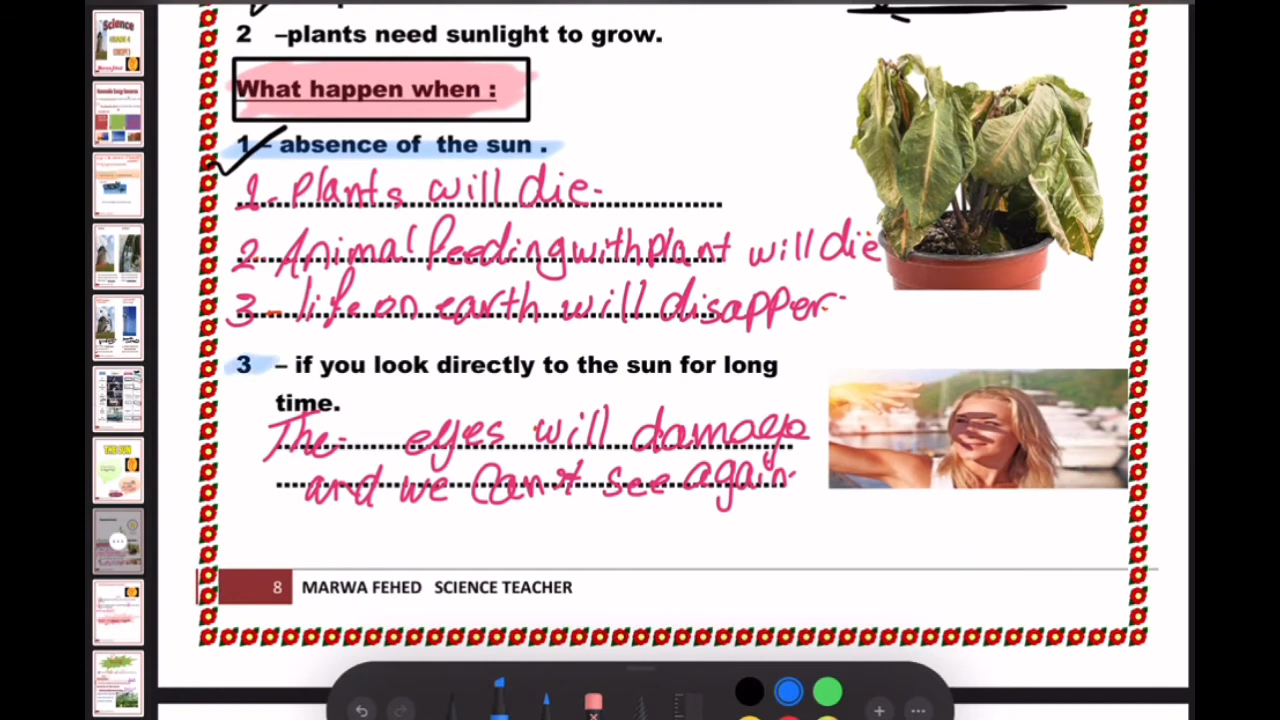 2 –plants need sunlight to grow.
What happen when :
1 – absence of the sun .
1- Plants will die.
2- Animal feeding with plant will die
3 - life on earth will disapper.
3 – if you look directly to the sun for long
time.
The eyes will damage
and we can't see again.
8 MARWA FEHED SCIENCE TEACHER